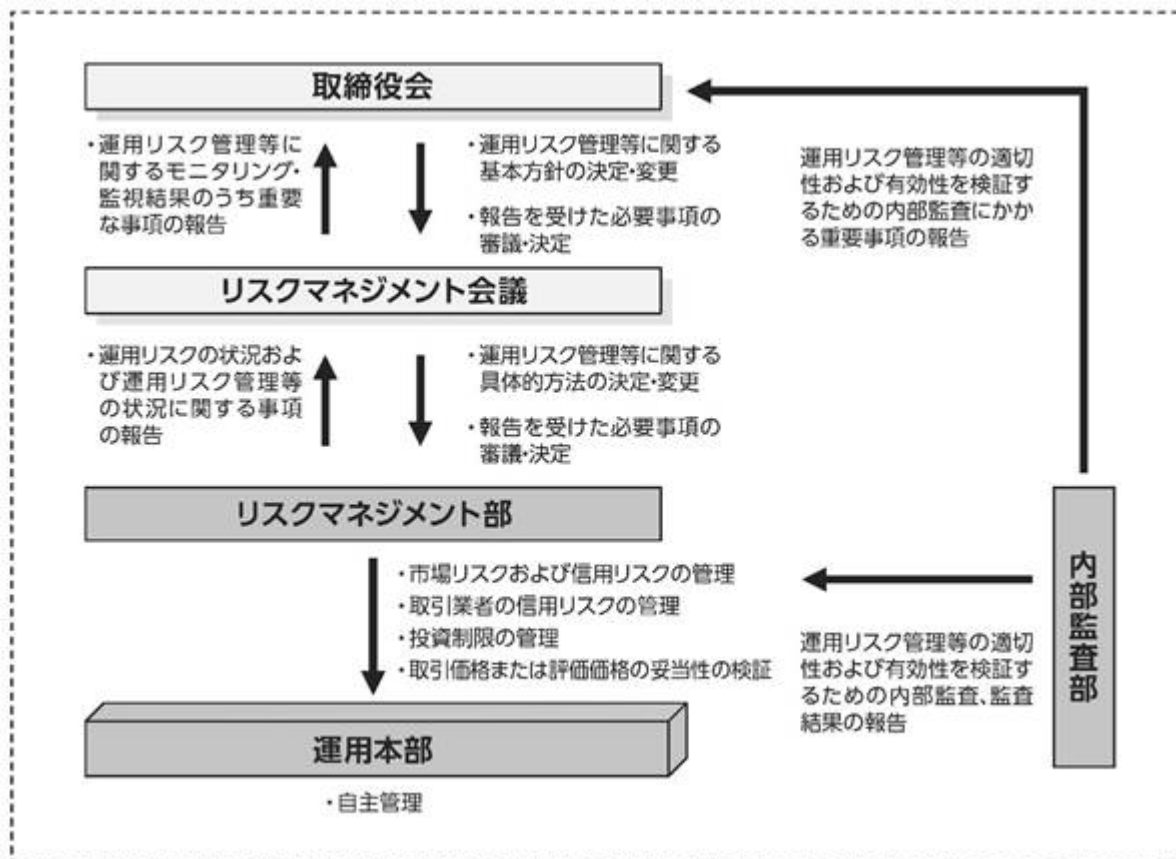 取締役会
・運用リスク管理等に
関するモニタリング・
監視結果のうち重要
な事項の報告
・運用リスク管理等に関する
基本方針の決定・変更
・報告を受けた必要事項の
審議・決定
運用リスク管理等の適切
性および有効性を検証す
るための内部監査にかか
る重要事項の報告
リスクマネジメント会議
・運用リスクの状況およ
び運用リスク管理等
の状況に関する事項
の報告
・運用リスク管理等に関する
具体的方法の決定・変更
・報告を受けた必要事項の
審議・決定
リスクマネジメント部
・市場リスクおよび信用リスクの管理
・取引業者の信用リスクの管理
・投資制限の管理
・取引価格または評価価格の妥当性の検証
内部監査部
運用リスク管理等の適切
性および有効性を検証す
るための内部監査、監査
結果の報告
運用本部
・自主管理